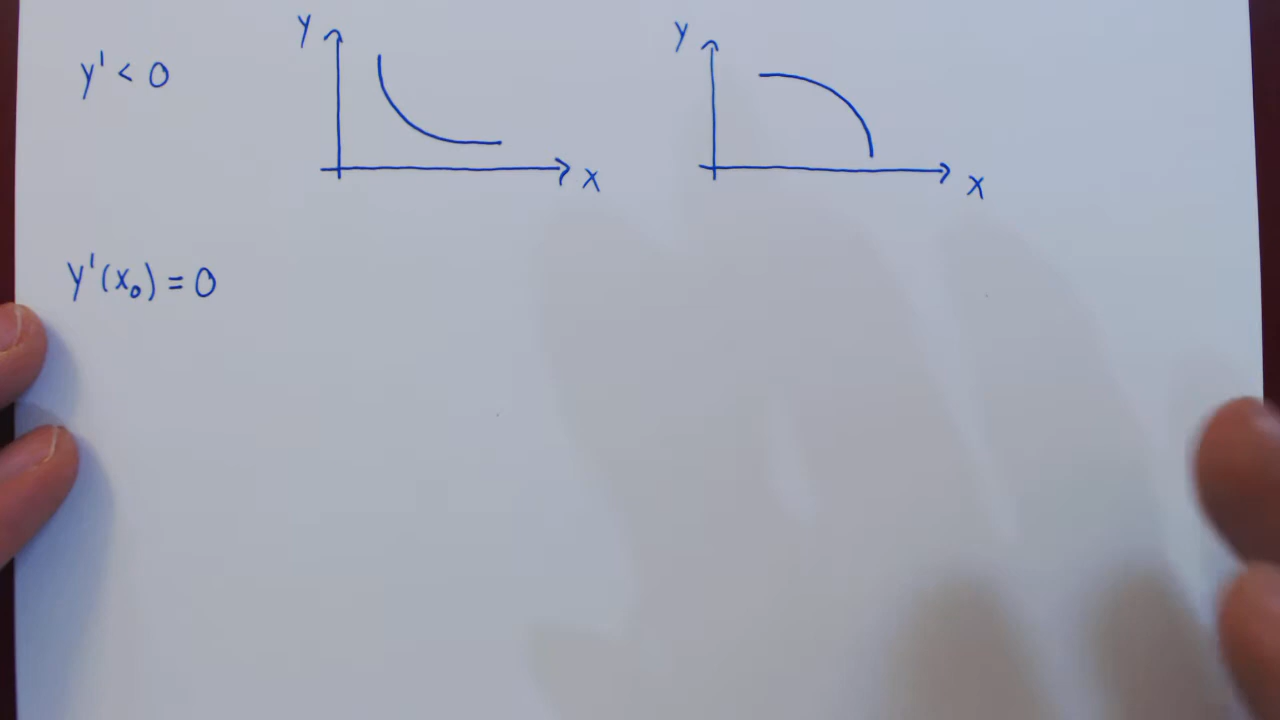 y' < 0
y
x
y
x
y'(x₀) = 0